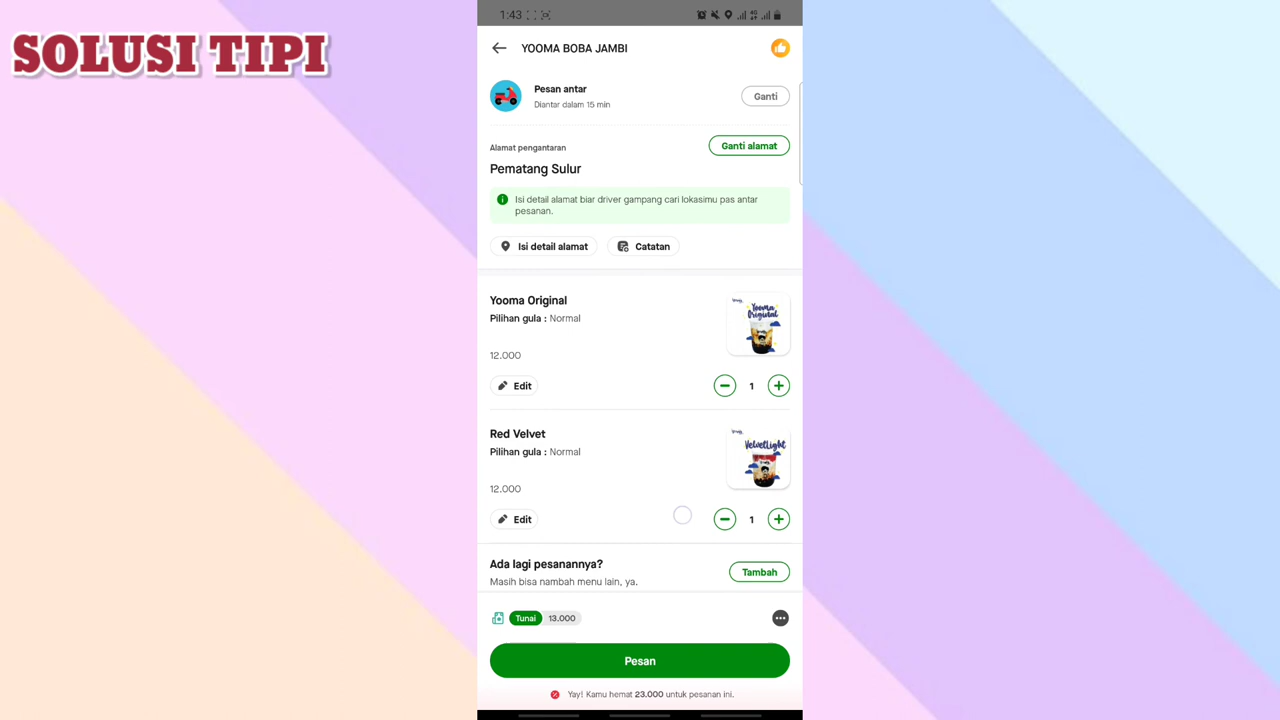 SOLUSI TIPI
1:43
YOOMA BOBA JAMBI
Pesan antar
Diantar dalam 15 min
Ganti
Alamat pengantaran
Ganti alamat
Pematang Sulur
Isi detail alamat biar driver gampang cari lokasimu pas antar
pesanan.
Isi detail alamat
Catatan
Yooma Original
Pilihan gula : Normal
Yooma
Original
12.000
Edit
1
Red Velvet
Pilihan gula : Normal
VelvetLight
12.000
Edit
1
Ada lagi pesanannya?
Masih bisa nambah menu lain, ya.
Tambah
Tunai 13.000
Pesan
Yay! Kamu hemat 23.000 untuk pesanan ini.